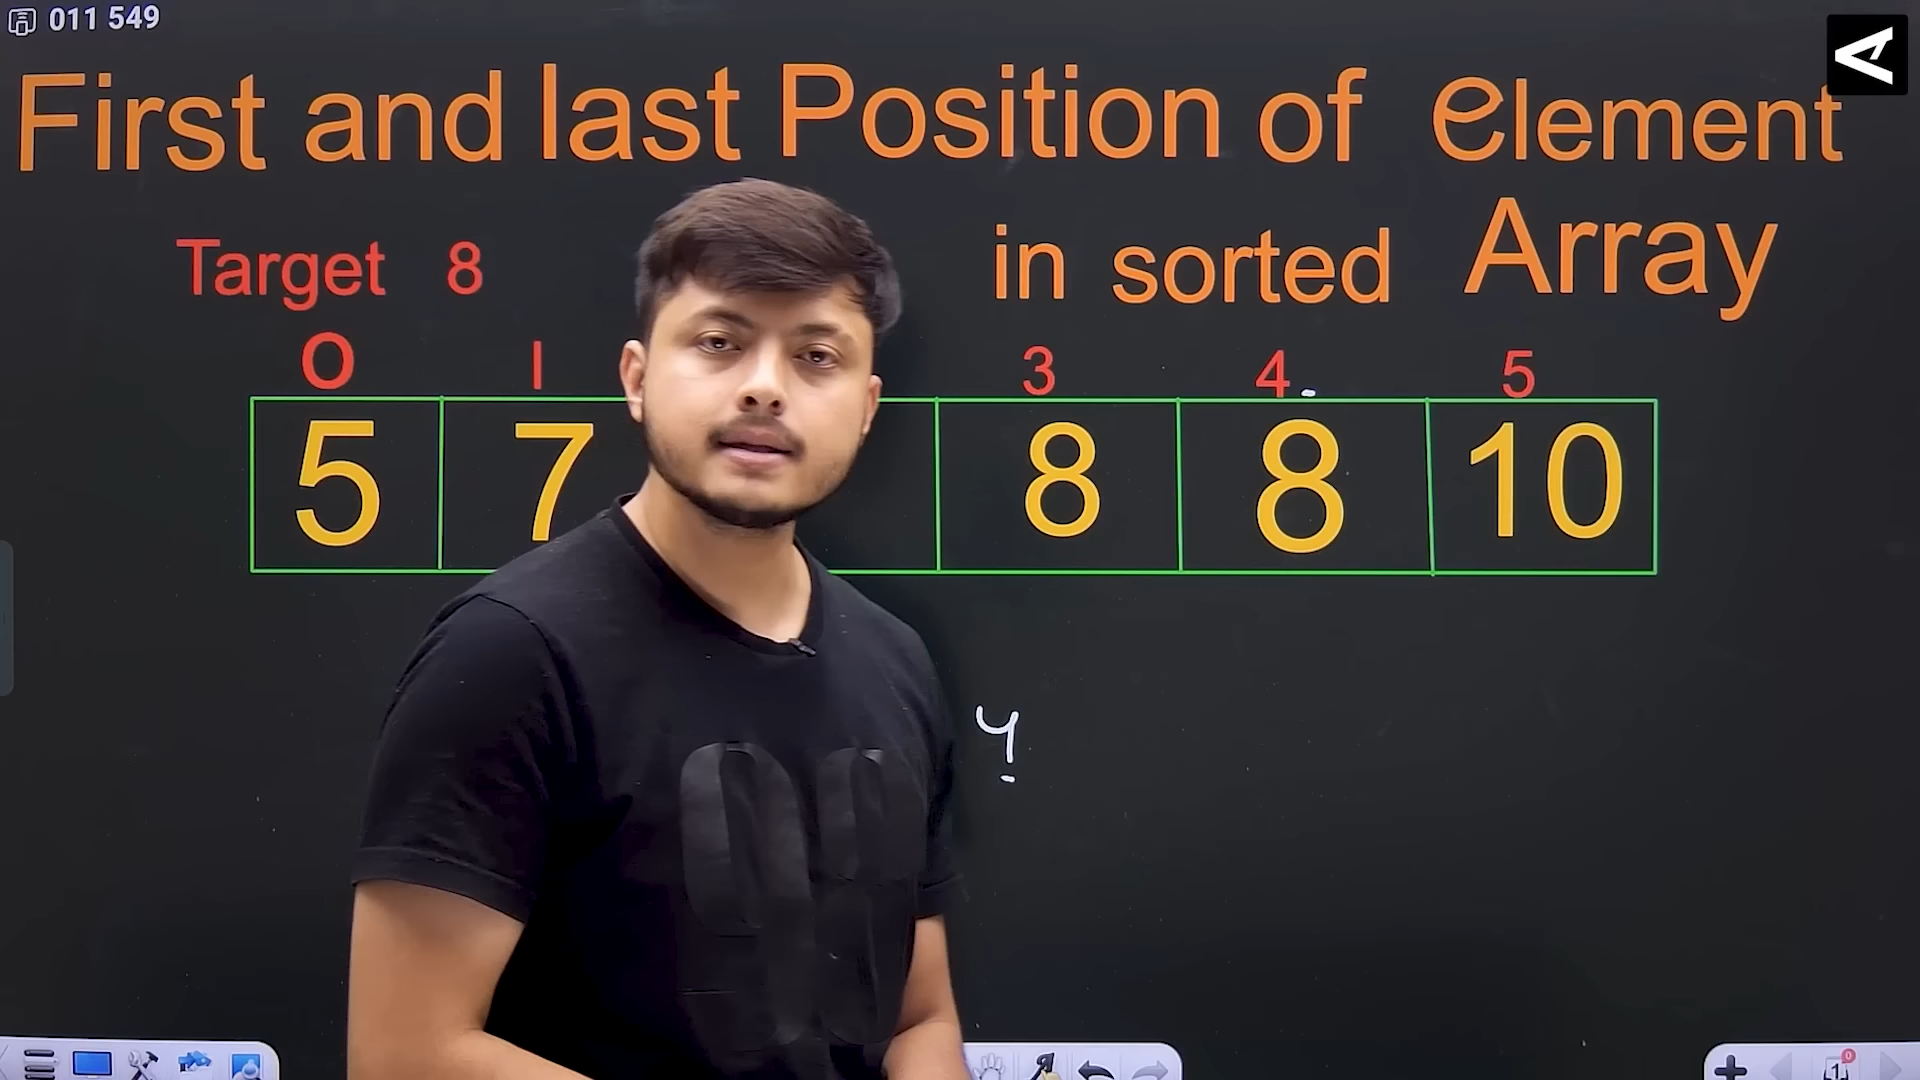 011 549
First and last Position of element
Target 8
in sorted Array
0 1 3 4 5
5 7 8 8 10
4